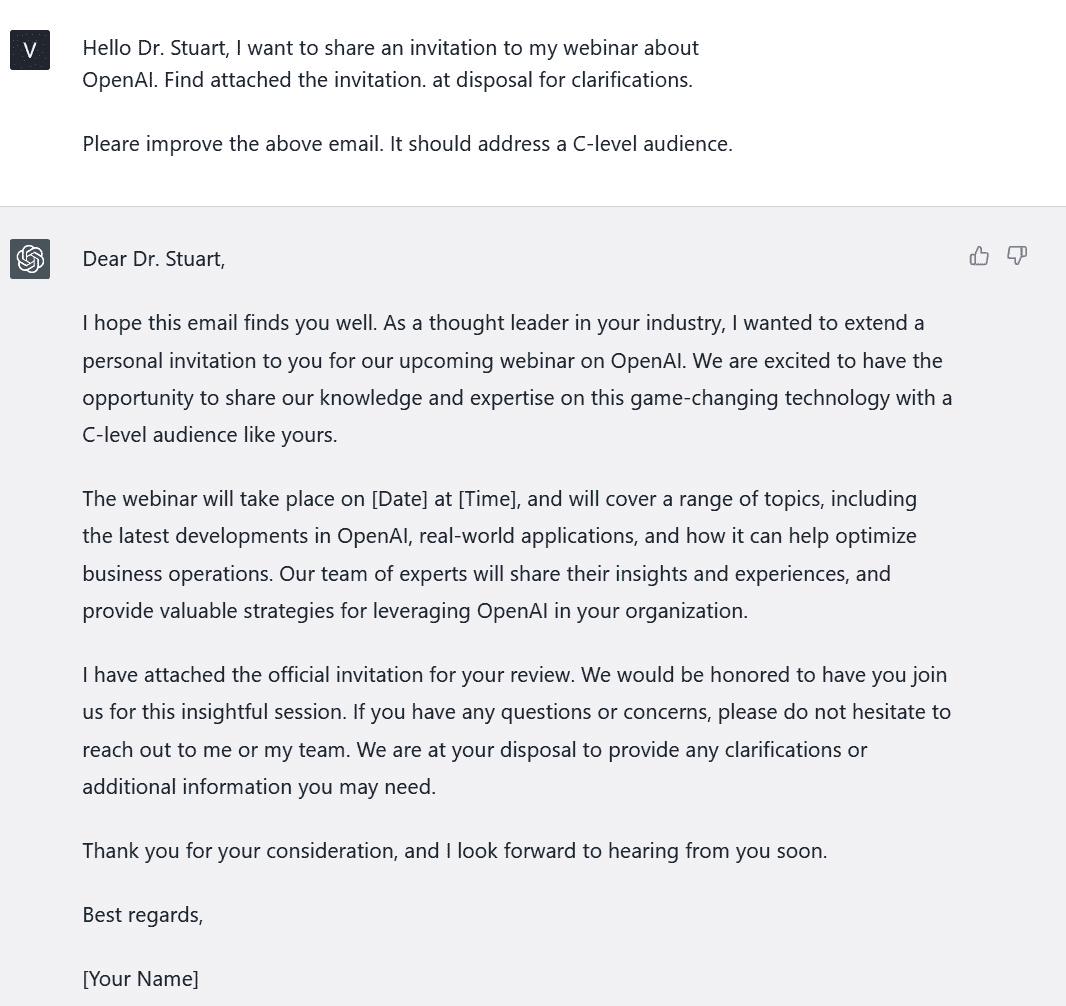 V
Hello Dr. Stuart, I want to share an invitation to my webinar about
OpenAI. Find attached the invitation. at disposal for clarifications.
Pleare improve the above email. It should address a C-level audience.
Dear Dr. Stuart,
I hope this email finds you well. As a thought leader in your industry, I wanted to extend a
personal invitation to you for our upcoming webinar on OpenAI. We are excited to have the
opportunity to share our knowledge and expertise on this game-changing technology with a
C-level audience like yours.
The webinar will take place on [Date] at [Time], and will cover a range of topics, including
the latest developments in OpenAI, real-world applications, and how it can help optimize
business operations. Our team of experts will share their insights and experiences, and
provide valuable strategies for leveraging OpenAI in your organization.
I have attached the official invitation for your review. We would be honored to have you join
us for this insightful session. If you have any questions or concerns, please do not hesitate to
reach out to me or my team. We are at your disposal to provide any clarifications or
additional information you may need.
Thank you for your consideration, and I look forward to hearing from you soon.
Best regards,
[Your Name]